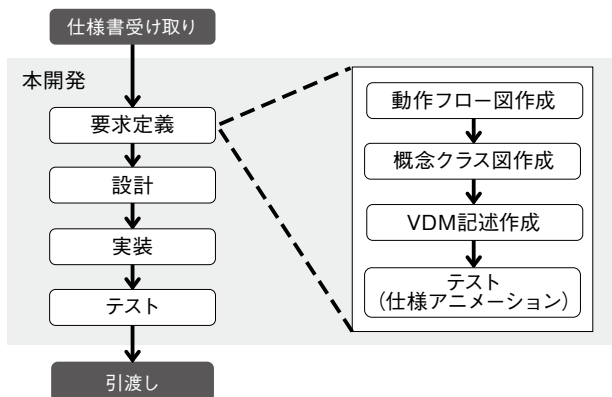 仕様書受け取り
本開発
要求定義
設計
実装
テスト
引渡し
動作フロー図作成
概念クラス図作成
VDM記述作成
テスト
(仕様アニメーション)